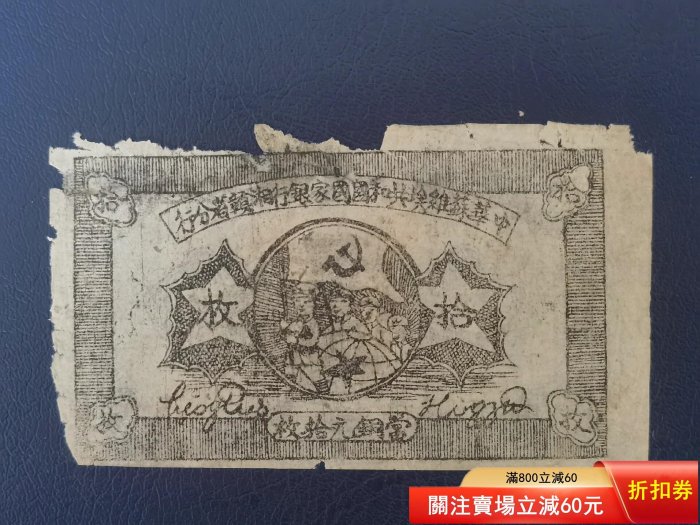 拾 拾
中華蘇維埃共和國國家銀行湘贛省分行
拾枚
當銅元拾枚
枚 枚
滿800立減60
關注賣場立減60元
折扣券